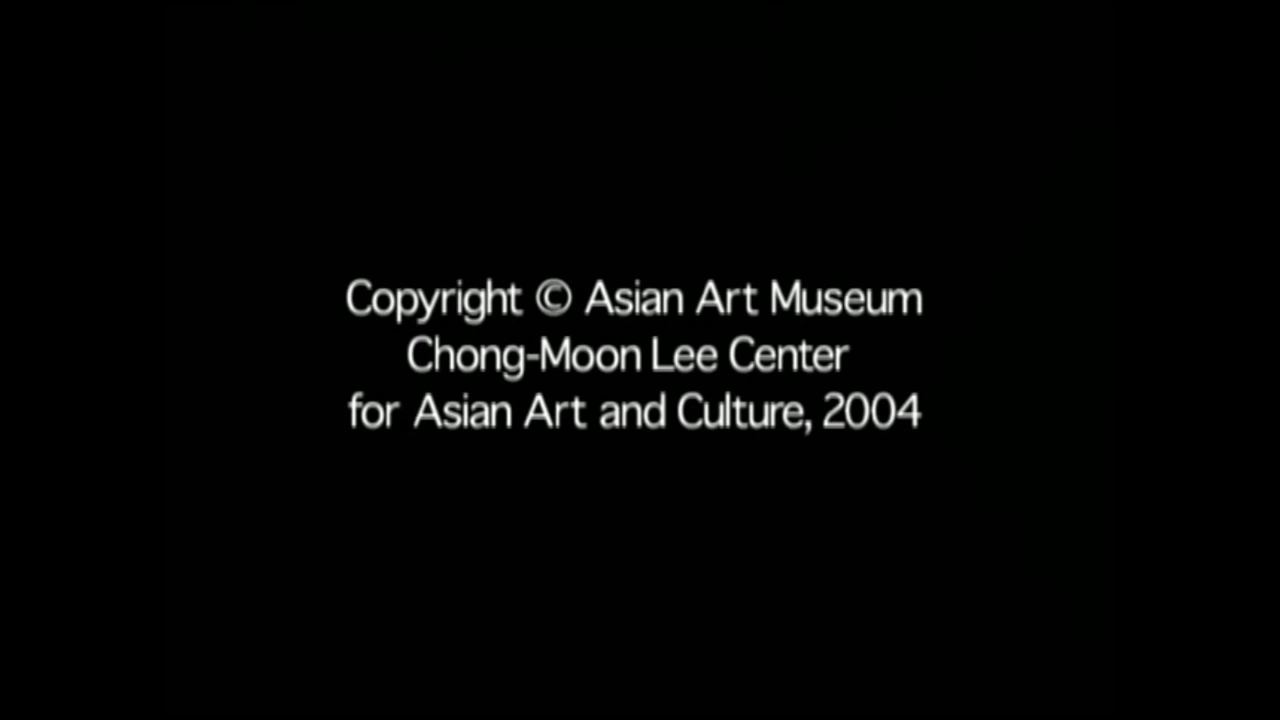 Copyright © Asian Art Museum
Chong-Moon Lee Center
for Asian Art and Culture, 2004